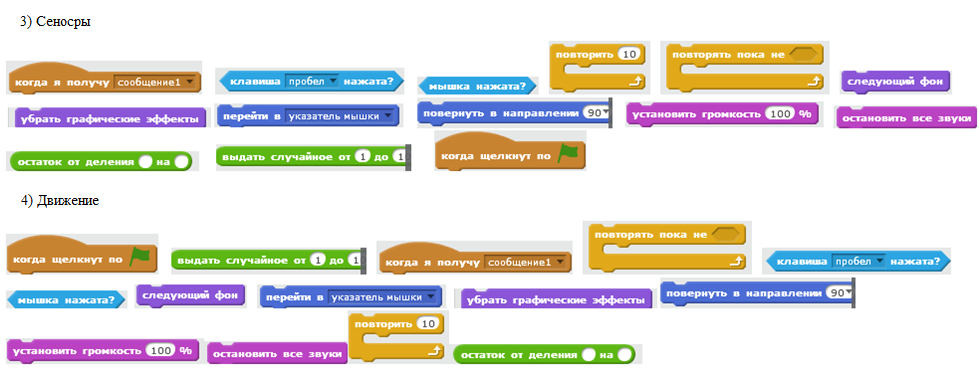 3) Сеносры
когда я получу сообщение1 клавиша пробел нажата? мышка нажата? повторить 10 повторять пока не следующий фон
убрать графические эффекты перейти в указатель мышки повернуть в направлении 90 установить громкость 100 % остановить все звуки
остаток от деления на выдать случайное от 1 до 1 когда щелкнут по
4) Движение
когда щелкнут по выдать случайное от 1 до 1 когда я получу сообщение1 повторять пока не клавиша пробел нажата?
мышка нажата? следующий фон перейти в указатель мышки убрать графические эффекты повернуть в направлении 90
установить громкость 100 % остановить все звуки повторить 10 остаток от деления на